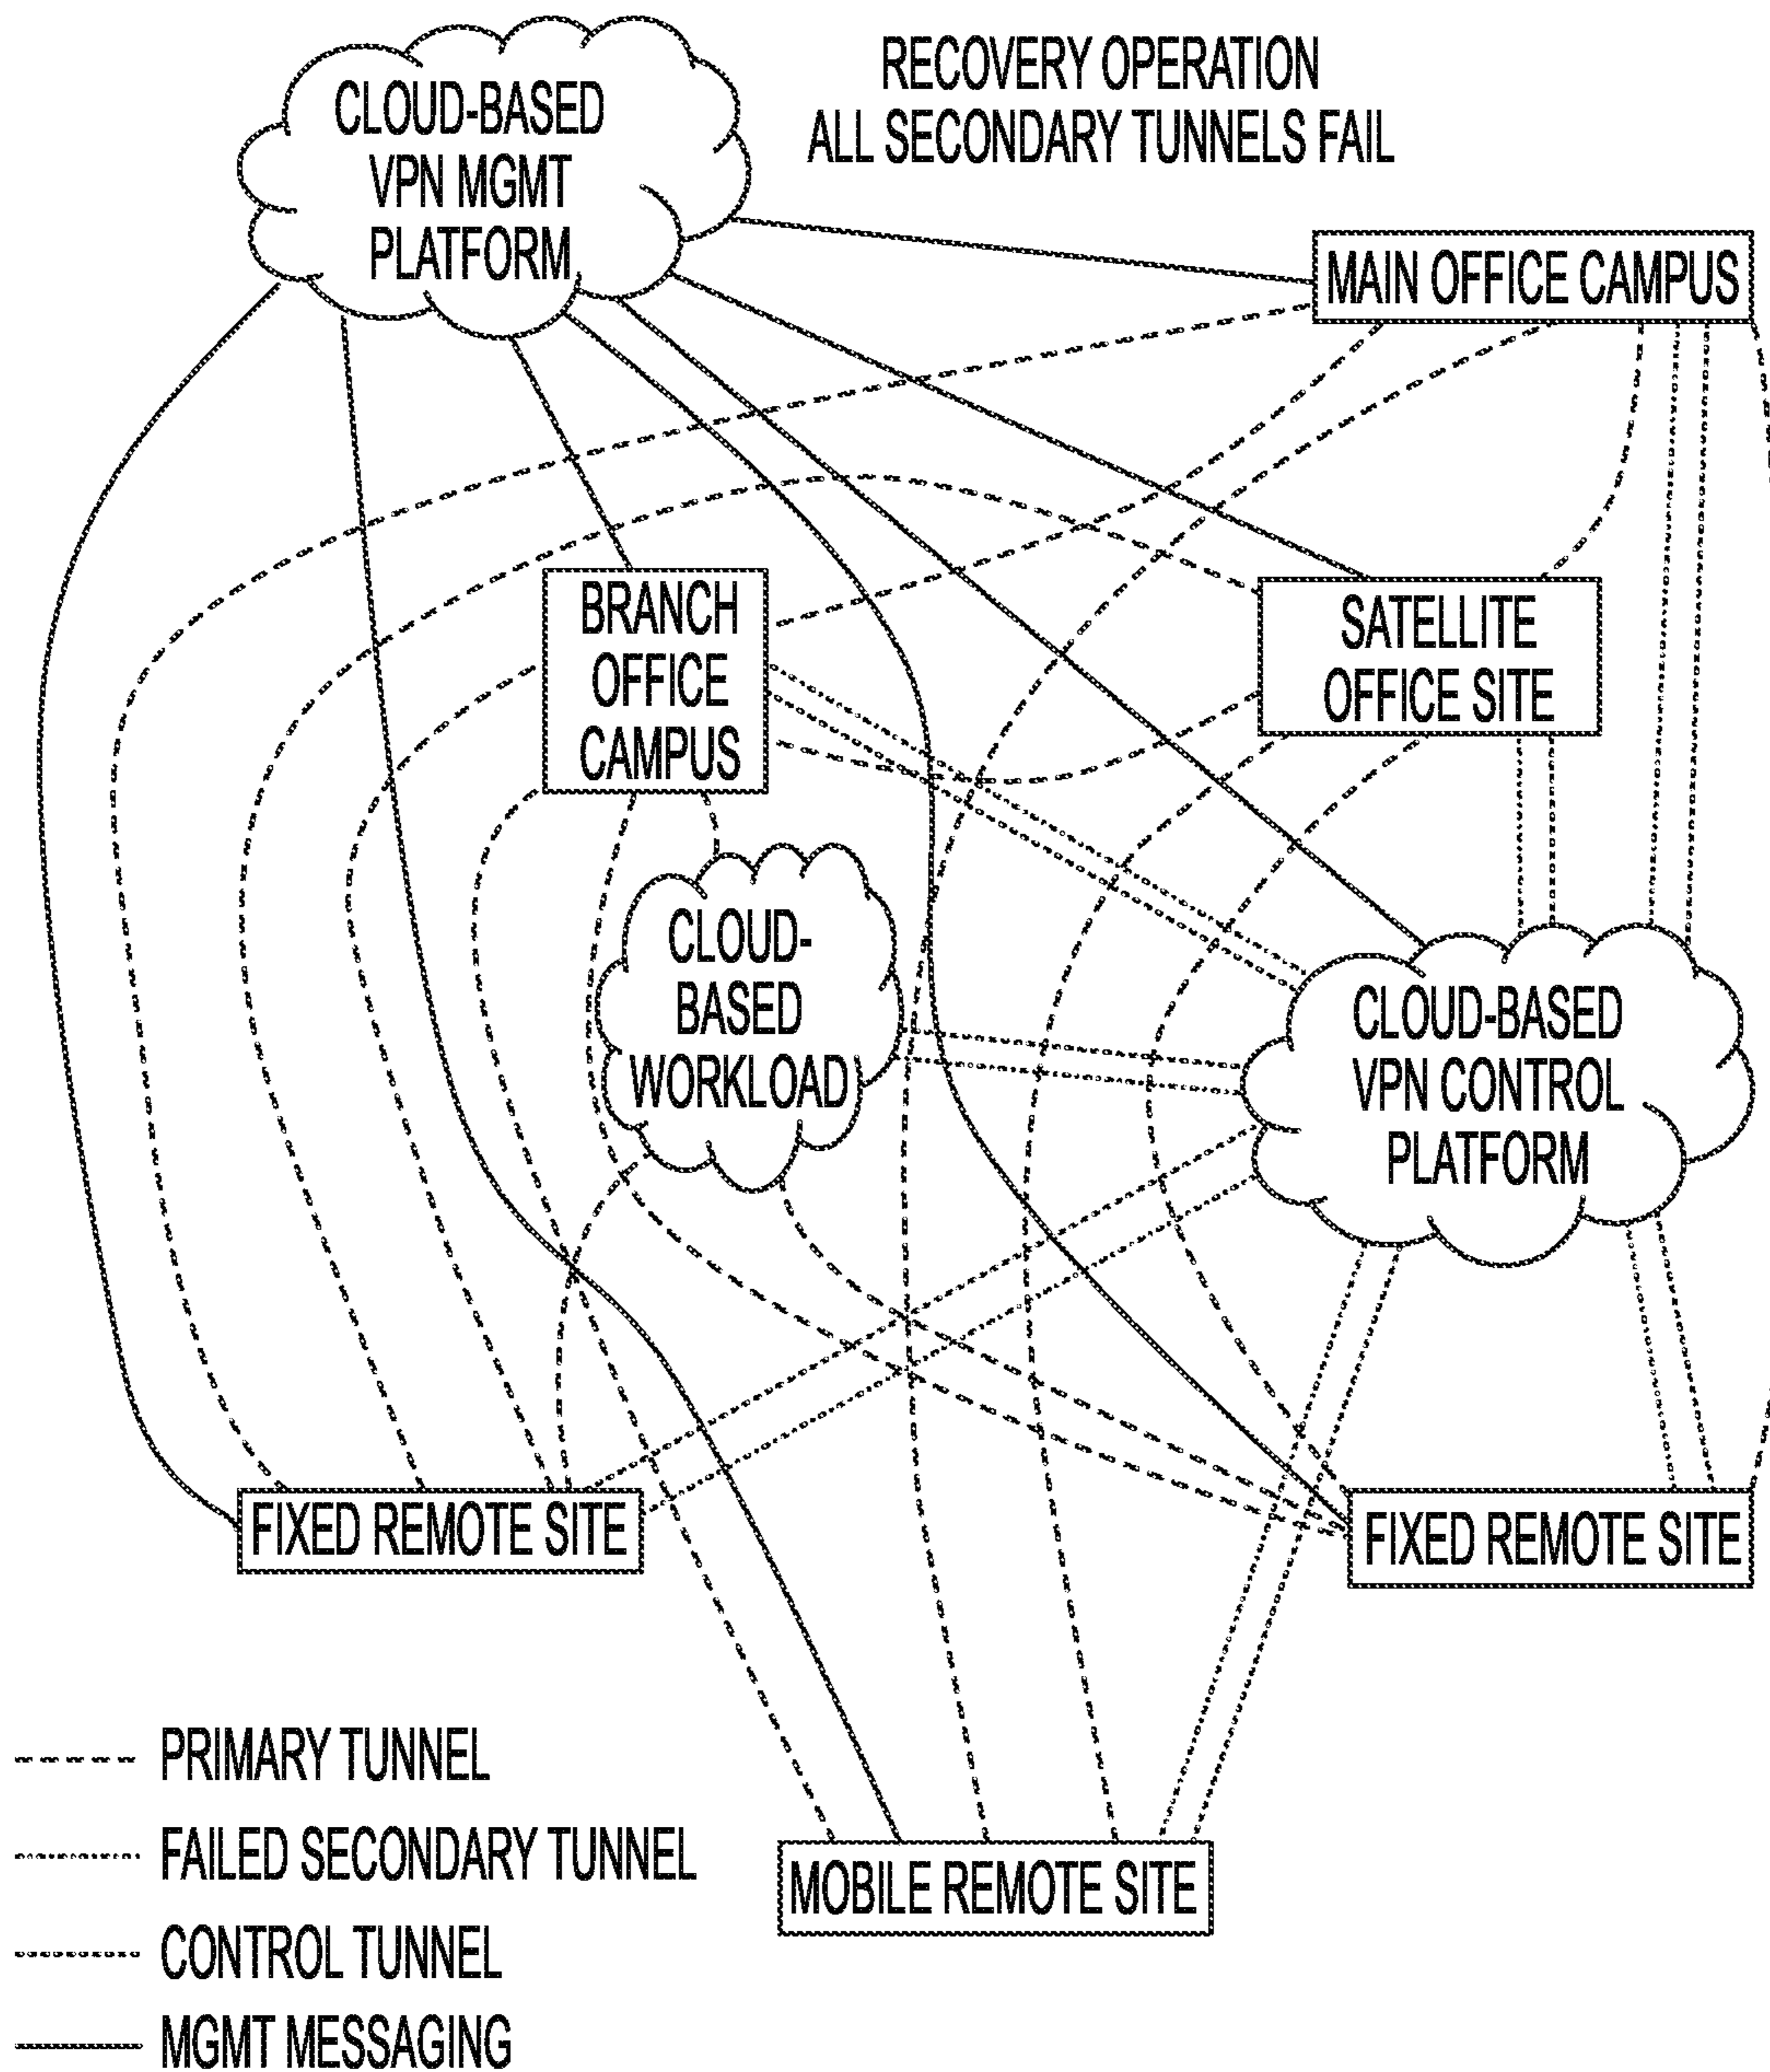 CLOUD-BASED
VPN MGMT
PLATFORM
RECOVERY OPERATION
ALL SECONDARY TUNNELS FAIL
MAIN OFFICE CAMPUS
BRANCH
OFFICE
CAMPUS
SATELLITE
OFFICE SITE
CLOUD-
BASED
WORKLOAD
CLOUD-BASED
VPN CONTROL
PLATFORM
FIXED REMOTE SITE
FIXED REMOTE SITE
MOBILE REMOTE SITE
PRIMARY TUNNEL
FAILED SECONDARY TUNNEL
CONTROL TUNNEL
MGMT MESSAGING